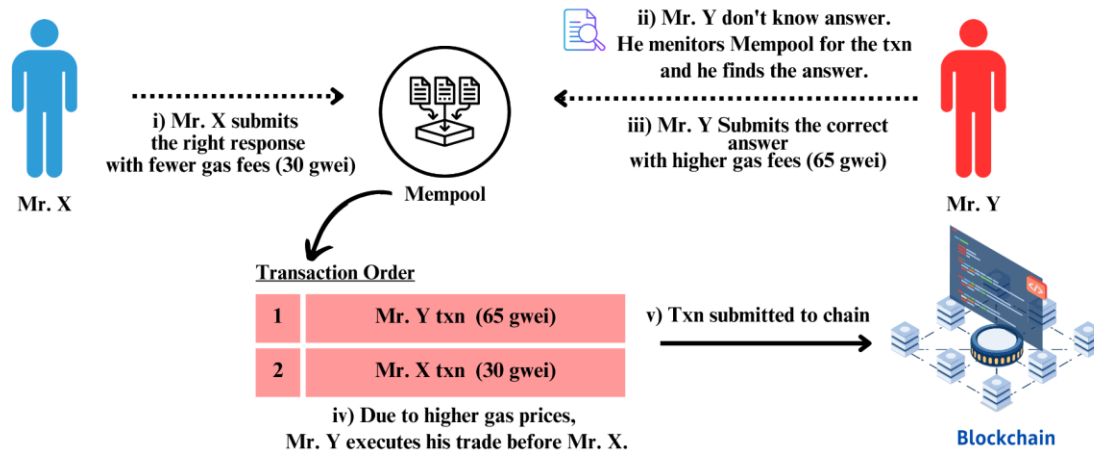 ii) Mr. Y don't know answer.
He menitors Mempool for the txn
and he finds the answer.
i) Mr. X submits
the right response
with fewer gas fees (30 gwei)
iii) Mr. Y Submits the correct
answer
with higher gas fees (65 gwei)
Mr. X
Mempool
Mr. Y
Transaction Order
1 Mr. Y txn (65 gwei)
2 Mr. X txn (30 gwei)
v) Txn submitted to chain
iv) Due to higher gas prices,
Mr. Y executes his trade before Mr. X.
Blockchain